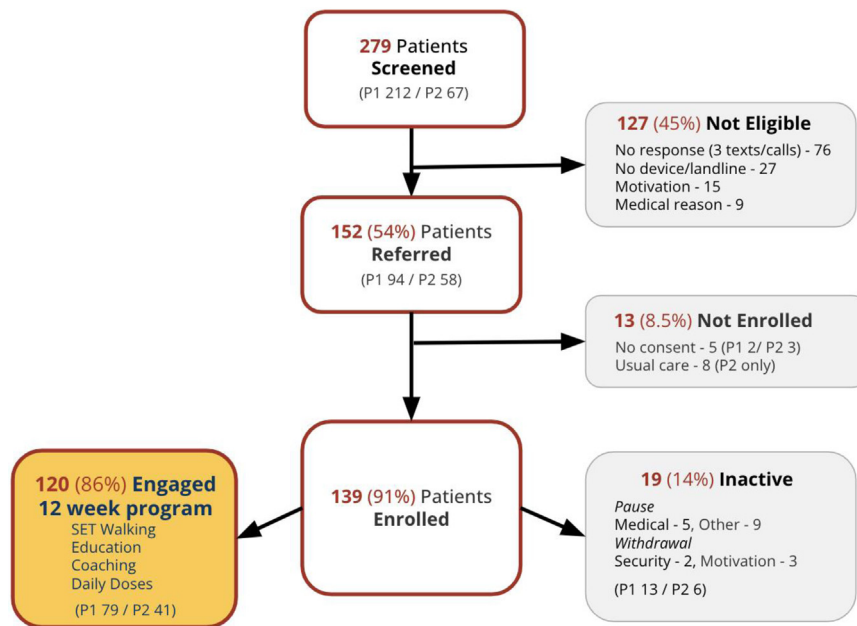 279 Patients
Screened
(P1 212 / P2 67)
127 (45%) Not Eligible
No response (3 texts/calls) - 76
No device/landline - 27
Motivation - 15
Medical reason - 9
152 (54%) Patients
Referred
(P1 94 / P2 58)
13 (8.5%) Not Enrolled
No consent - 5 (P1 2/ P2 3)
Usual care - 8 (P2 only)
139 (91%) Patients
Enrolled
120 (86%) Engaged
12 week program
SET Walking
Education
Coaching
Daily Doses
(P1 79 / P2 41)
19 (14%) Inactive
Pause
Medical - 5, Other - 9
Withdrawal
Security - 2, Motivation - 3
(P1 13 / P2 6)